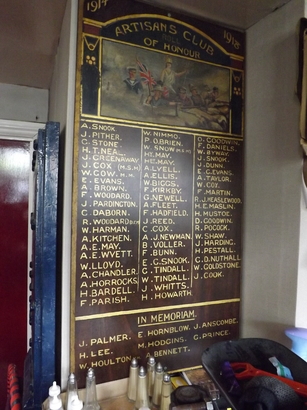 1914 1918
ARTISANS CLUB
OF HONOUR
A. SNOOK.
J. PITHER.
G. STONE.
H. T. NEAL.
J. GREENAWAY
J. COX (M.S.M)
W. COW. (M.M)
E. EVANS.
A. BROWN.
F. WOODARD.
J. PARDINGTON.
C. DABORN.
R. WOODARD
W. HARMAN.
A. KITCHEN.
A. E. MAY.
A. E. WYETT.
W. LLOYD.
A. CHANDLER.
A. HORROCKS
H. BARDELL
F. PARISH.
W. NIMMO.
P. O'BRIEN.
W. SNOW (M.S.M)
H. MAY.
H. MAY.
A. LYELL.
A. ELLIS.
W. BIGGS.
F. KIRKBY.
G. NEWELL.
A. FLEET.
F. HADFIELD.
J. REED.
C. COX.
A. J. NEWMAN.
B. VOLLER.
F. BUNN.
E. G. SNOOK.
G. TINDALL.
W. TINDALL.
J. WHITTS.
H. HOWARTH
D. GOODWIN.
F. DANIELS.
W. BYWAY.
J. SNOOK.
J. DUNN.
E. G. EVANS.
A. TAYLOR.
W. COX.
F. MARTIN.
R. J. HEASLEWOOD.
H. E. MASLIN.
H. MUSTOE.
D. GOODWIN.
R. POCOCK.
W. SHAW.
J. HARDING.
H. PESTALL.
C. D. NUTHALL
W. COLDSTONE.
J. COOK.
IN MEMORIAM.
J. PALMER. E. HORNBLOW. J. ANSCOMBE.
H. LEE. M. HODGINS. G. PRINCE.
W. HOULTON. A. BENNETT.